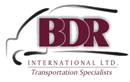 BDR
INTERNATIONAL LTD.
Transportation Specialists